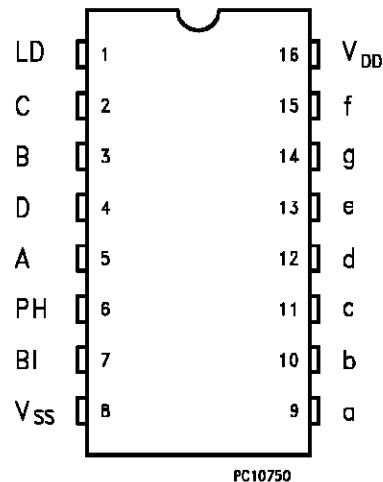 LD 1 16 VDD
C 2 15 f
B 3 14 g
D 4 13 e
A 5 12 d
PH 6 11 c
BI 7 10 b
VSS 8 9 a
PC10750